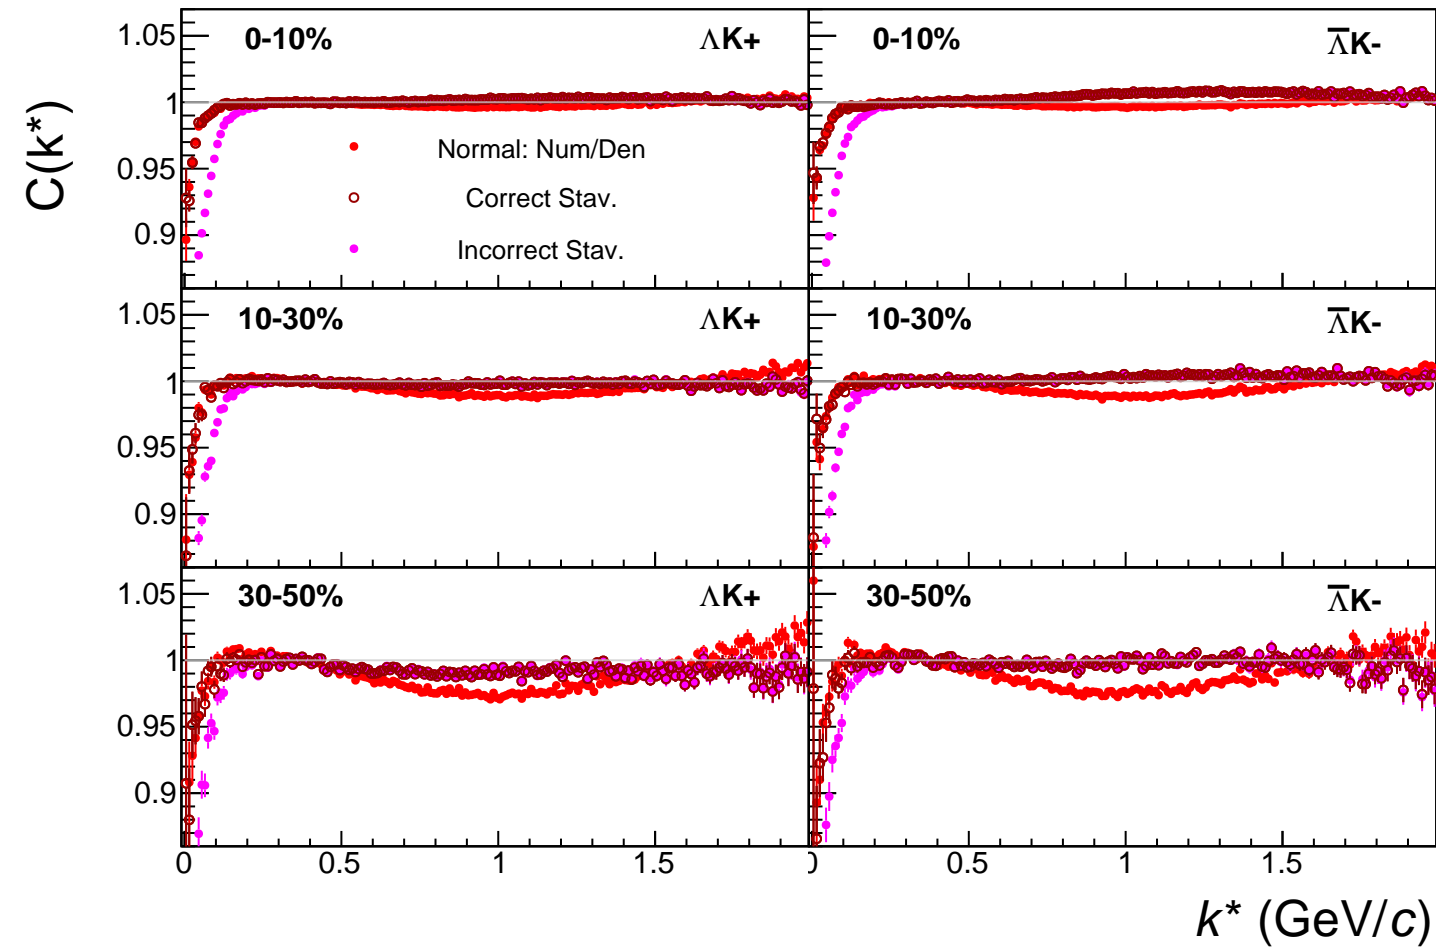 C(k*)
1.05
1
0.95
0.9
0-10%
ΛK+
Normal: Num/Den
Correct Stav.
Incorrect Stav.
0-10%
Λ̅K-
1.05
1
0.95
0.9
10-30%
ΛK+
10-30%
Λ̅K-
1.05
1
0.95
0.9
30-50%
ΛK+
30-50%
Λ̅K-
0 0.5 1 1.5
0 0.5 1 1.5
k* (GeV/c)